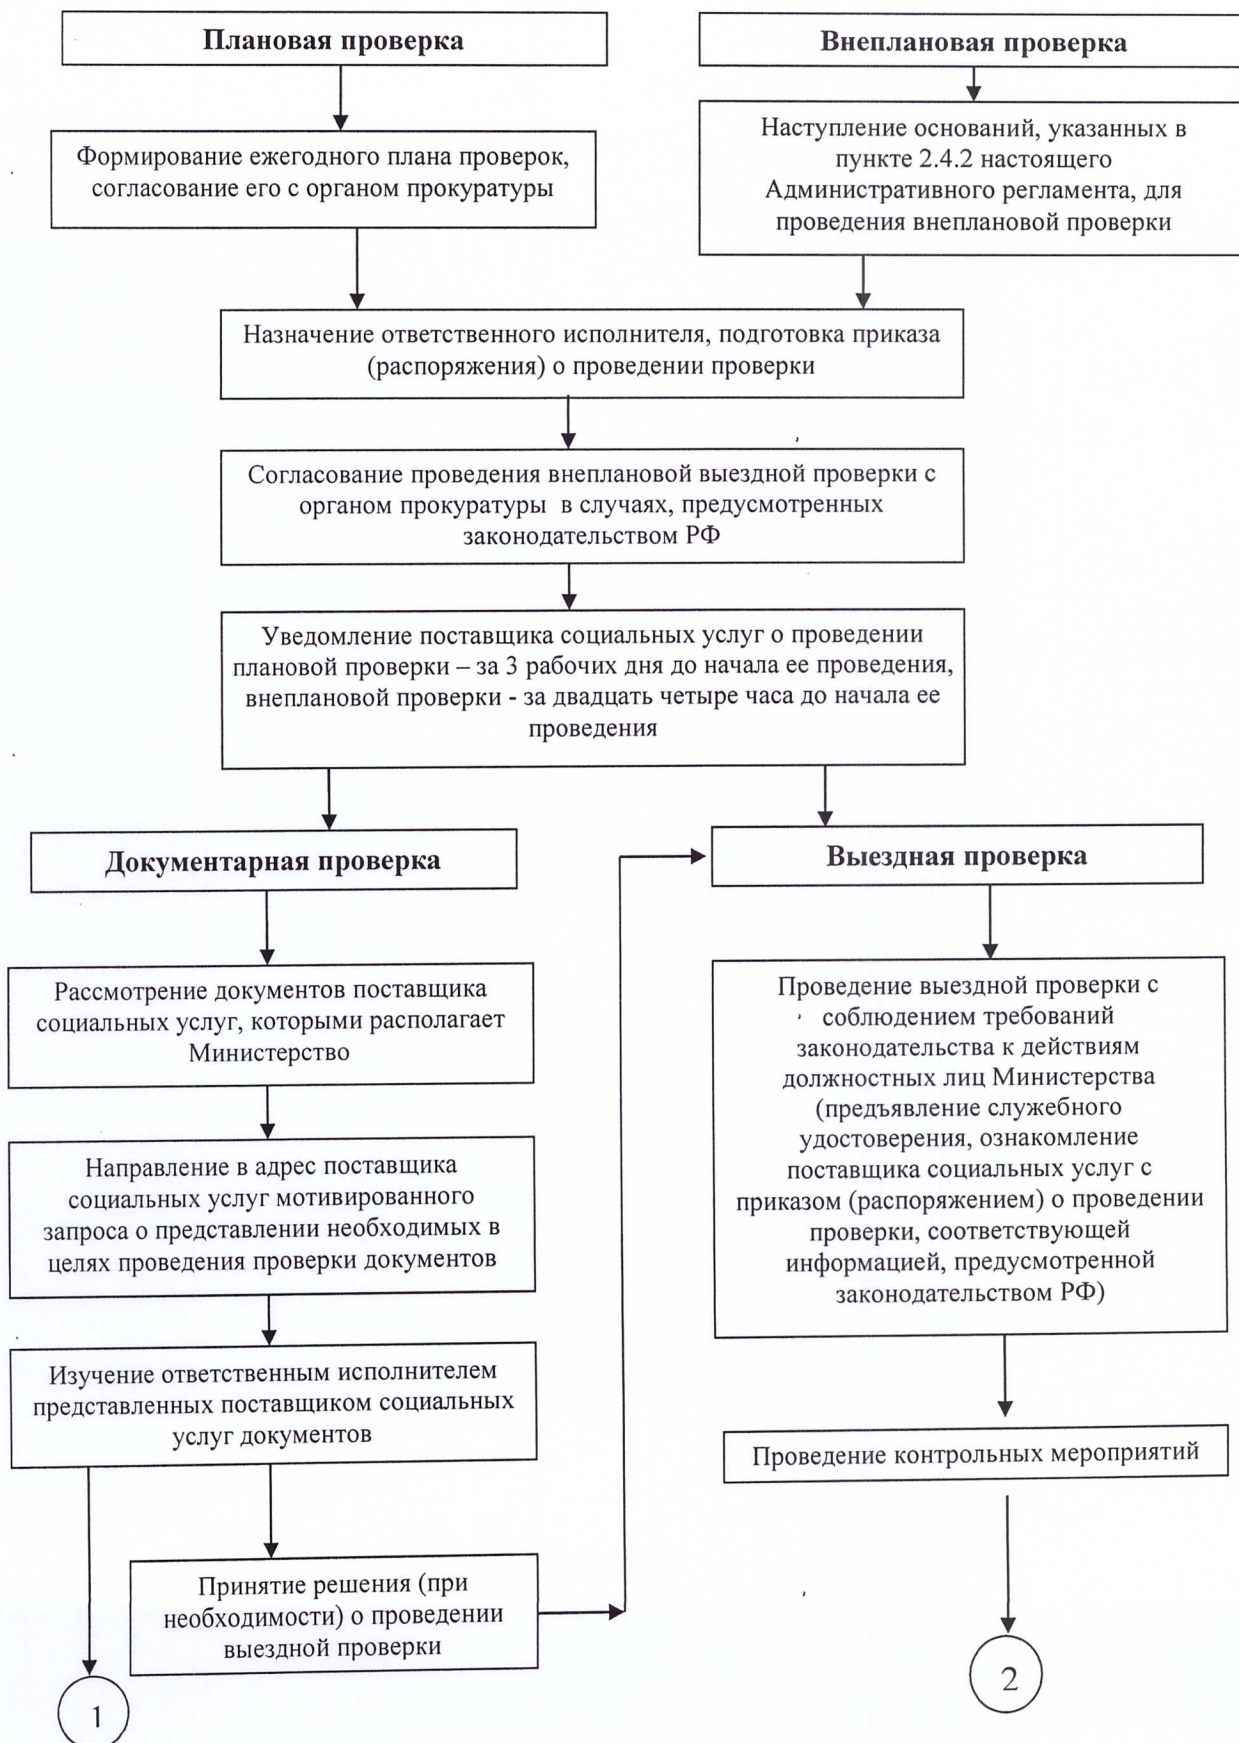 Плановая проверка
Внеплановая проверка
Формирование ежегодного плана проверок,
согласование его с органом прокуратуры
Наступление оснований, указанных в
пункте 2.4.2 настоящего
Административного регламента, для
проведения внеплановой проверки
Назначение ответственного исполнителя, подготовка приказа
(распоряжения) о проведении проверки
Согласование проведения внеплановой выездной проверки с
органом прокуратуры в случаях, предусмотренных
законодательством РФ
Уведомление поставщика социальных услуг о проведении
плановой проверки – за 3 рабочих дня до начала ее проведения,
внеплановой проверки - за двадцать четыре часа до начала ее
проведения
Документарная проверка
Рассмотрение документов поставщика
социальных услуг, которыми располагает
Министерство
Направление в адрес поставщика
социальных услуг мотивированного
запроса о представлении необходимых в
целях проведения проверки документов
Изучение ответственным исполнителем
представленных поставщиком социальных
услуг документов
Принятие решения (при
необходимости) о проведении
выездной проверки
1
Выездная проверка
Проведение выездной проверки с
соблюдением требований
законодательства к действиям
должностных лиц Министерства
(предъявление служебного
удостоверения, ознакомление
поставщика социальных услуг с
приказом (распоряжением) о проведении
проверки, соответствующей
информацией, предусмотренной
законодательством РФ)
Проведение контрольных мероприятий
2